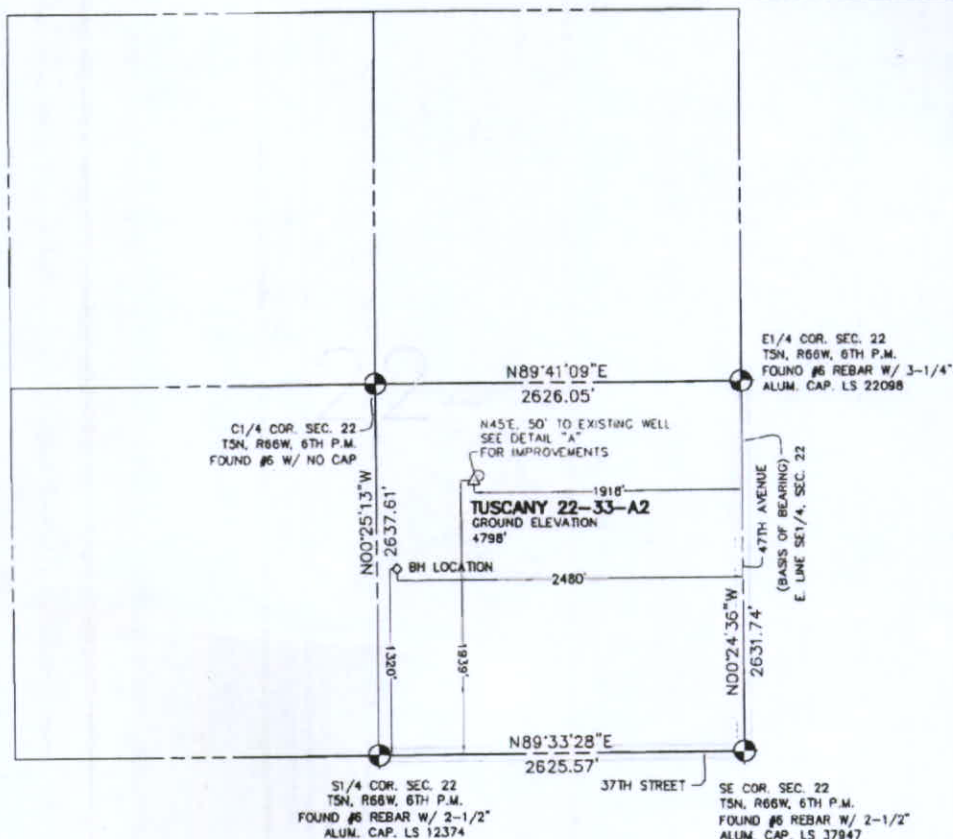 22
N89°41'09"E
2626.05'
E1/4 COR. SEC. 22
T5N, R66W, 6TH P.M.
FOUND #6 REBAR W/ 3-1/4"
ALUM. CAP. LS 22098
C1/4 COR. SEC. 22
T5N, R66W, 6TH P.M.
FOUND #6 W/ NO CAP
N45°E, 50' TO EXISTING WELL
SEE DETAIL "A"
FOR IMPROVEMENTS
1918'
TUSCANY 22-33-A2
GROUND ELEVATION
4798'
N00°25'13"W
2637.61'
BH LOCATION
2480'
1320'
1939'
47TH AVENUE
(BASIS OF BEARING)
E. LINE SE1/4, SEC. 22
N00°24'36"W
2631.74'
N89°33'28"E
2625.57'
37TH STREET
S1/4 COR. SEC. 22
T5N, R66W, 6TH P.M.
FOUND #6 REBAR W/ 2-1/2"
ALUM. CAP. LS 12374
SE COR. SEC. 22
T5N, R66W, 6TH P.M.
FOUND #6 REBAR W/ 2-1/2"
ALUM. CAP. LS 37947